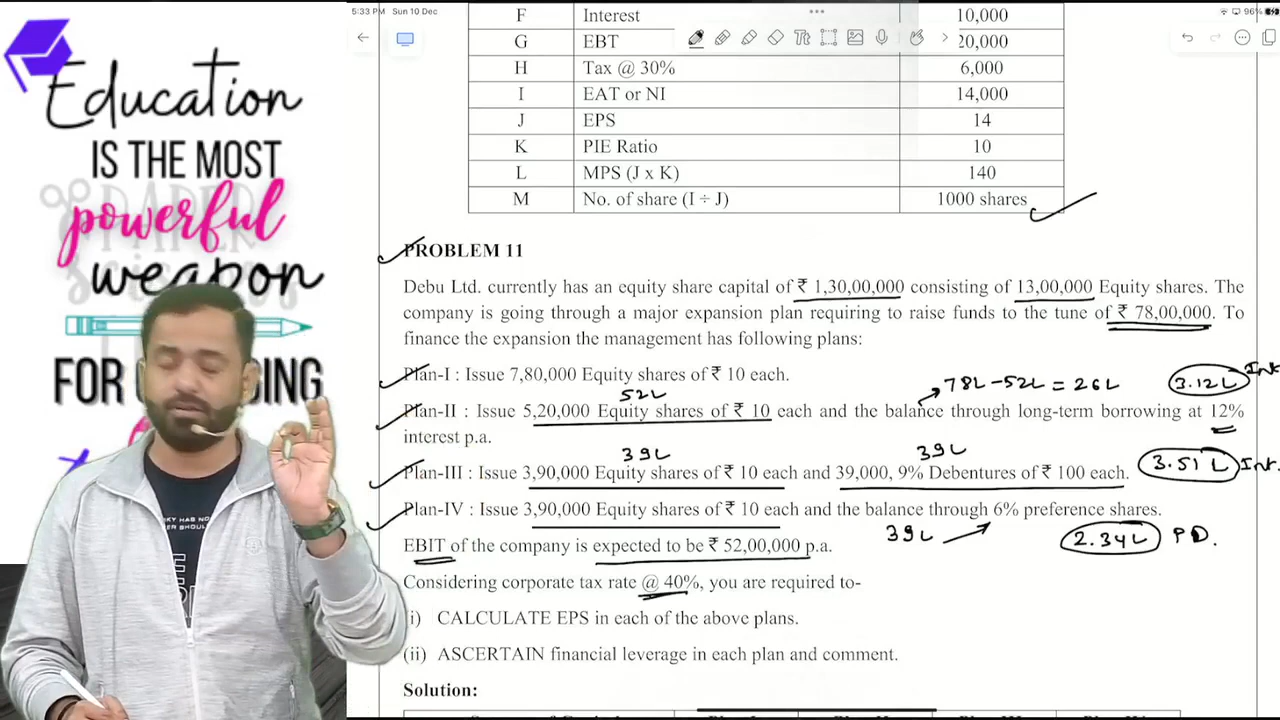 5:33 PM Sun 10 Dec
96%
Education
IS THE MOST
powerful
weapon
FOR
F Interest 10,000
G EBT 20,000
H Tax @ 30% 6,000
I EAT or NI 14,000
J EPS 14
K PIE Ratio 10
L MPS (J x K) 140
M No. of share (I ÷ J) 1000 shares
PROBLEM 11
Debu Ltd. currently has an equity share capital of ₹ 1,30,00,000 consisting of 13,00,000 Equity shares. The
company is going through a major expansion plan requiring to raise funds to the tune of ₹ 78,00,000. To
finance the expansion the management has following plans:
Plan-I : Issue 7,80,000 Equity shares of ₹ 10 each.
52L 78L - 52L = 26L 3.12L Int.
Plan-II : Issue 5,20,000 Equity shares of ₹ 10 each and the balance through long-term borrowing at 12%
interest p.a.
39L 39L
Plan-III : Issue 3,90,000 Equity shares of ₹ 10 each and 39,000, 9% Debentures of ₹ 100 each. 3.51 L Int.
Plan-IV : Issue 3,90,000 Equity shares of ₹ 10 each and the balance through 6% preference shares.
39L 2.34L PD.
EBIT of the company is expected to be ₹ 52,00,000 p.a.
Considering corporate tax rate @ 40%, you are required to-
i) CALCULATE EPS in each of the above plans.
(ii) ASCERTAIN financial leverage in each plan and comment.
Solution: